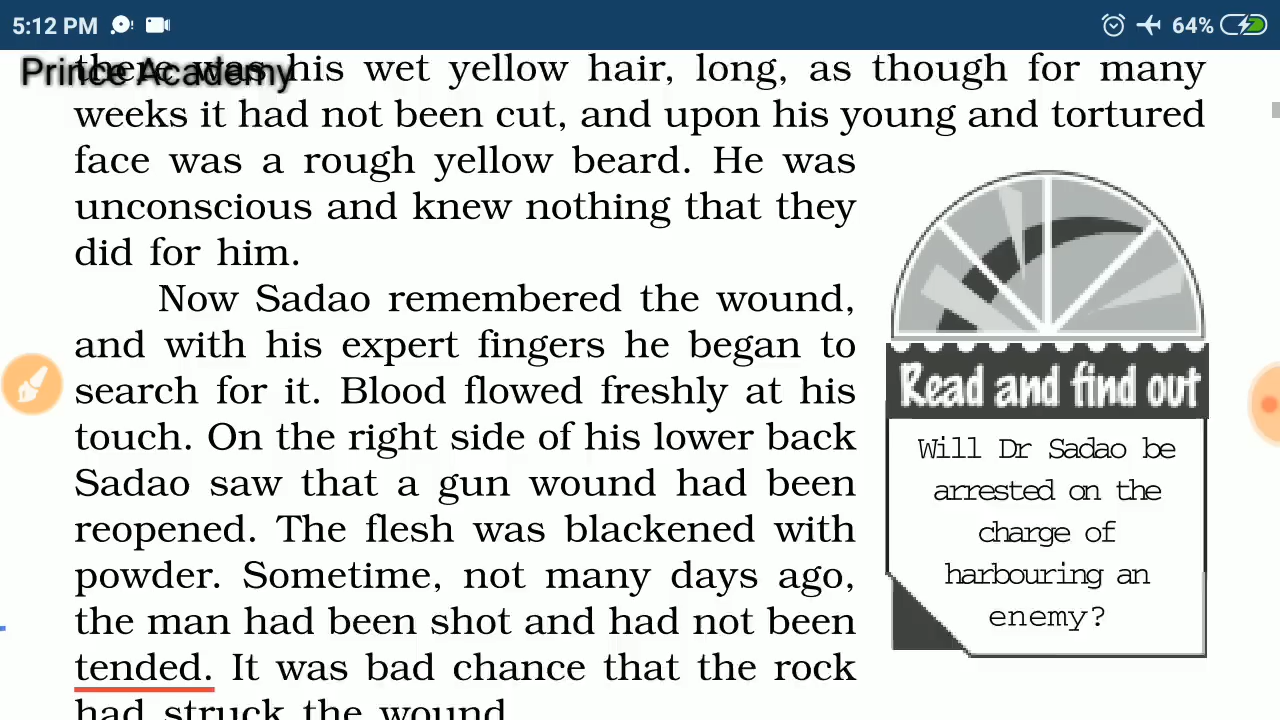 5:12 PM
64%
Prince Academy
there was his wet yellow hair, long, as though for many
weeks it had not been cut, and upon his young and tortured
face was a rough yellow beard. He was
unconscious and knew nothing that they
did for him.
Now Sadao remembered the wound,
and with his expert fingers he began to
search for it. Blood flowed freshly at his
touch. On the right side of his lower back
Sadao saw that a gun wound had been
reopened. The flesh was blackened with
powder. Sometime, not many days ago,
the man had been shot and had not been
tended. It was bad chance that the rock
had struck the wound
Read and find out
Will Dr Sadao be
arrested on the
charge of
harbouring an
enemy?